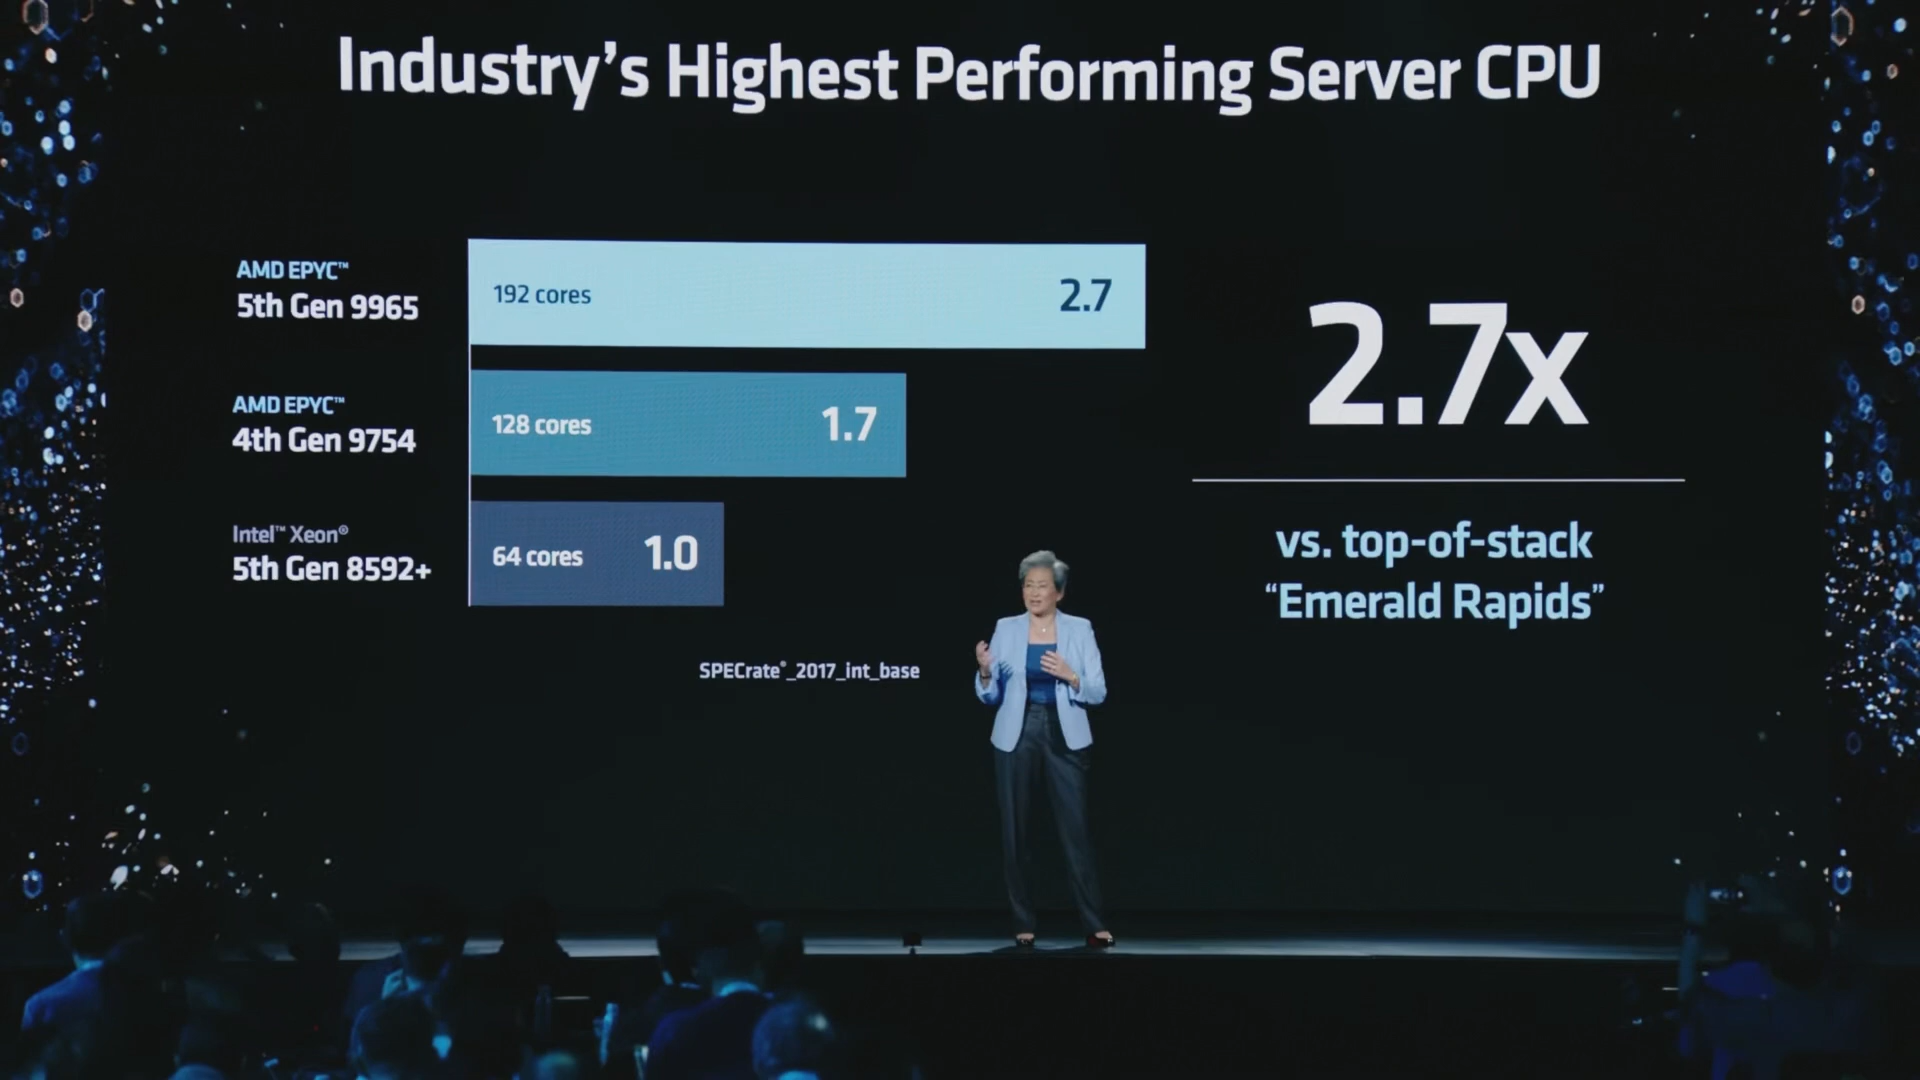 Industry's Highest Performing Server CPU
AMD EPYC™
5th Gen 9965
192 cores
2.7
AMD EPYC™
4th Gen 9754
128 cores
1.7
Intel™ Xeon®
5th Gen 8592+
64 cores
1.0
SPECrate®_2017_int_base
2.7x
vs. top-of-stack
“Emerald Rapids”